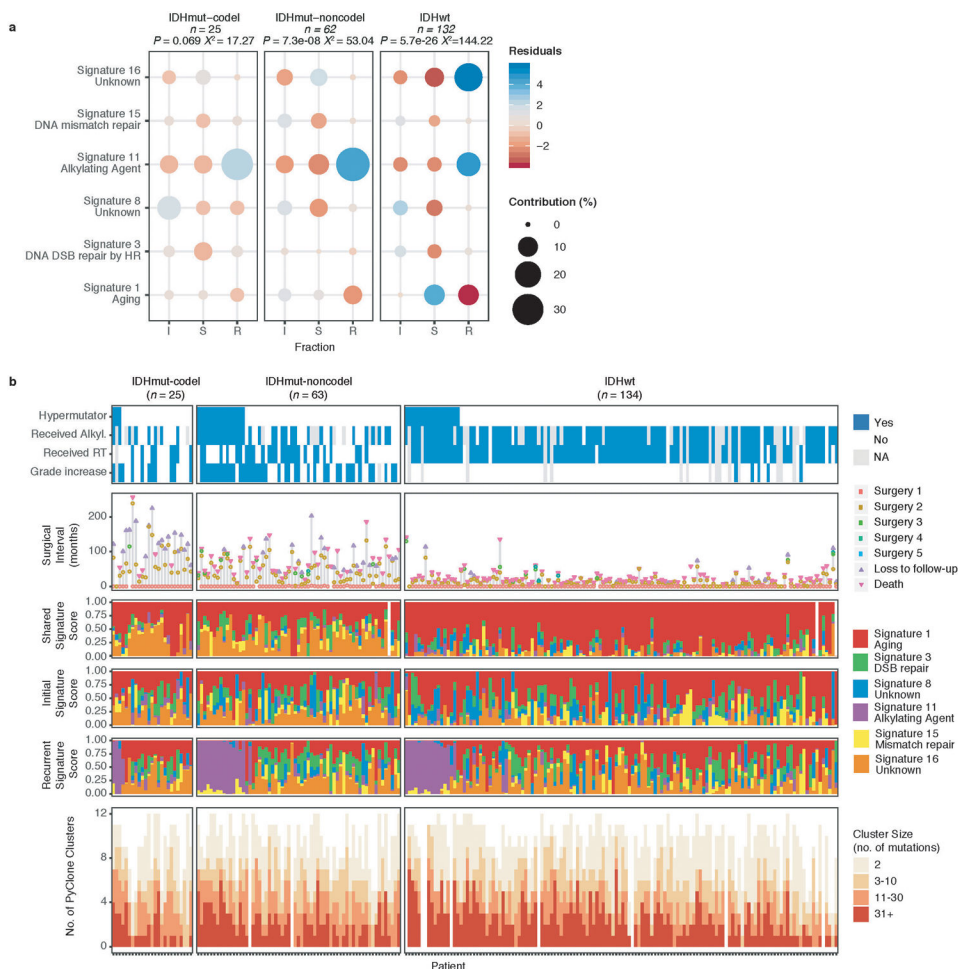 a
IDHmut–codel
n = 25
P = 0.069 X² = 17.27
IDHmut–noncodel
n = 62
P = 7.3e-08 X² = 53.04
IDHwt
n = 132
P = 5.7e-26 X² =144.22
Signature 16
Unknown
Signature 15
DNA mismatch repair
Signature 11
Alkylating Agent
Signature 8
Unknown
Signature 3
DNA DSB repair by HR
Signature 1
Aging
I S R
I S R
I S R
Fraction
Residuals
4
2
0
−2
Contribution (%)
0
10
20
30
b
IDHmut-codel
(n = 25)
IDHmut-noncodel
(n = 63)
IDHwt
(n = 134)
Hypermutator
Received Alkyl.
Received RT
Grade increase
Yes
No
NA
Surgical
Interval
(months)
200
100
0
Surgery 1
Surgery 2
Surgery 3
Surgery 4
Surgery 5
Loss to follow-up
Death
Shared
Signature
Score
1.00
0.75
0.50
0.25
0.00
Initial
Signature
Score
1.00
0.75
0.50
0.25
0.00
Recurrent
Signature
Score
1.00
0.75
0.50
0.25
0.00
Signature 1
Aging
Signature 3
DSB repair
Signature 8
Unknown
Signature 11
Alkylating Agent
Signature 15
Mismatch repair
Signature 16
Unknown
No. of PyClone Clusters
12
8
4
0
Cluster Size
(no. of mutations)
2
3-10
11-30
31+
Patient